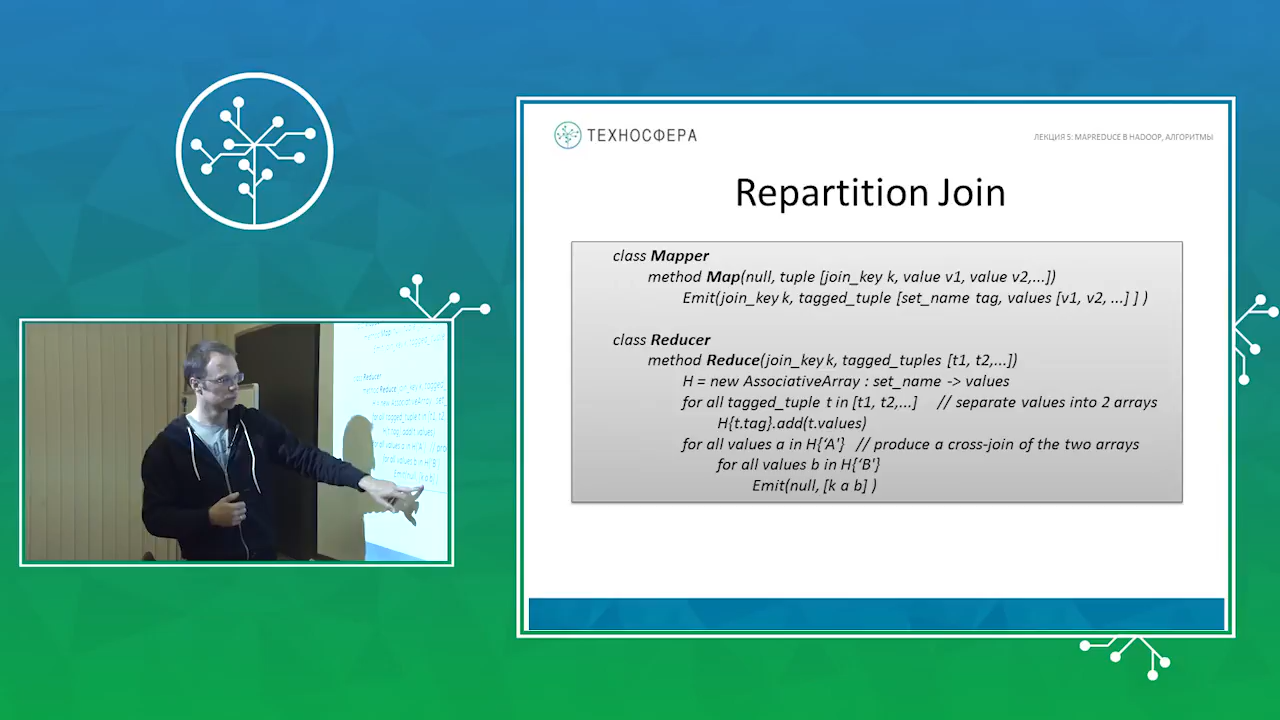 ТЕХНОСФЕРА
ЛЕКЦИЯ 5: MAPREDUCE В HADOOP, АЛГОРИТМЫ
Repartition Join
class Mapper
method Map(null, tuple [join_key k, value v1, value v2,...])
Emit(join_key k, tagged_tuple [set_name tag, values [v1, v2, ...] ] )
class Reducer
method Reduce(join_key k, tagged_tuples [t1, t2,...])
H = new AssociativeArray : set_name -> values
for all tagged_tuple t in [t1, t2,...] // separate values into 2 arrays
H{t.tag}.add(t.values)
for all values a in H{‘A'} // produce a cross-join of the two arrays
for all values b in H{‘B'}
Emit(null, [k a b] )